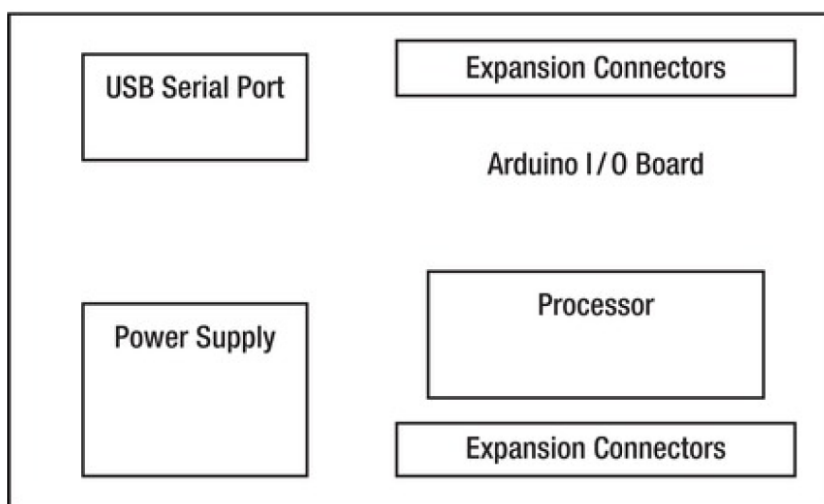 USB Serial Port
Expansion Connectors
Arduino I/O Board
Power Supply
Processor
Expansion Connectors